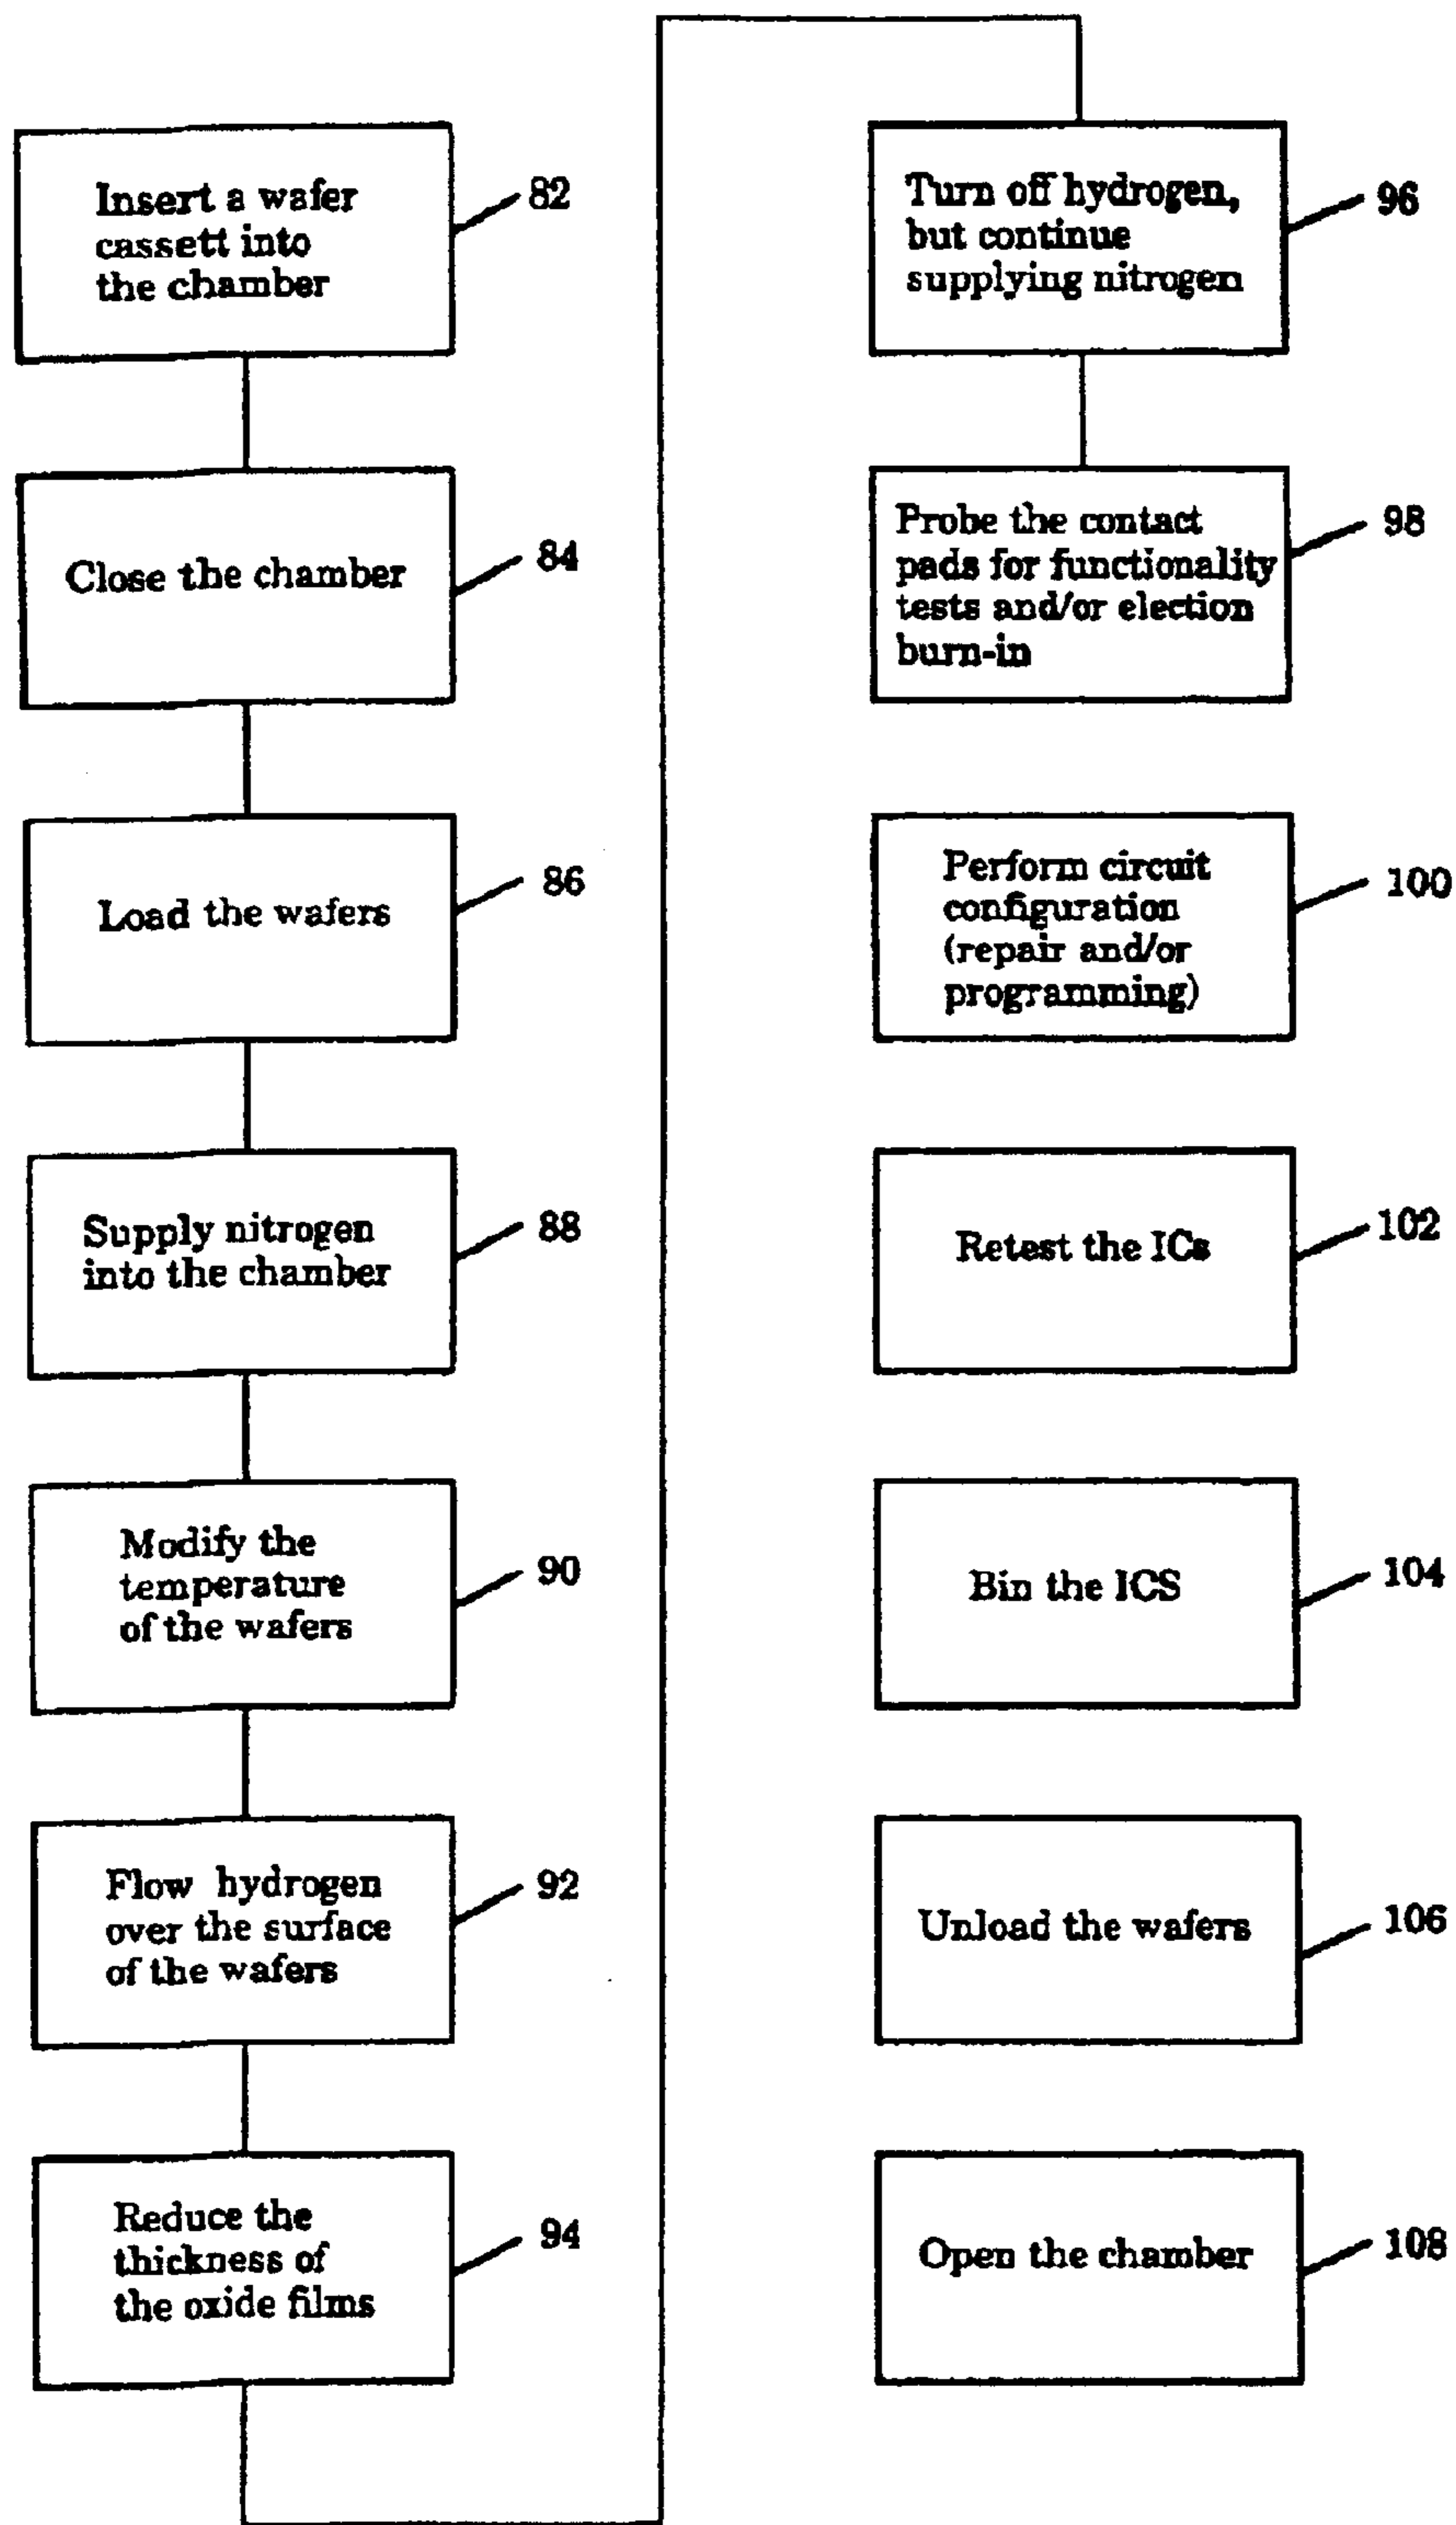 Insert a wafer
cassett into
the chamber
82
Close the chamber
84
Load the wafers
86
Supply nitrogen
into the chamber
88
Modify the
temperature
of the wafers
90
Flow hydrogen
over the surface
of the wafers
92
Reduce the
thickness of
the oxide films
94
Turn off hydrogen,
but continue
supplying nitrogen
96
Probe the contact
pads for functionality
tests and/or election
burn-in
98
Perform circuit
configuration
(repair and/or
programming)
100
Retest the ICs
102
Bin the ICS
104
Unload the wafers
106
Open the chamber
108